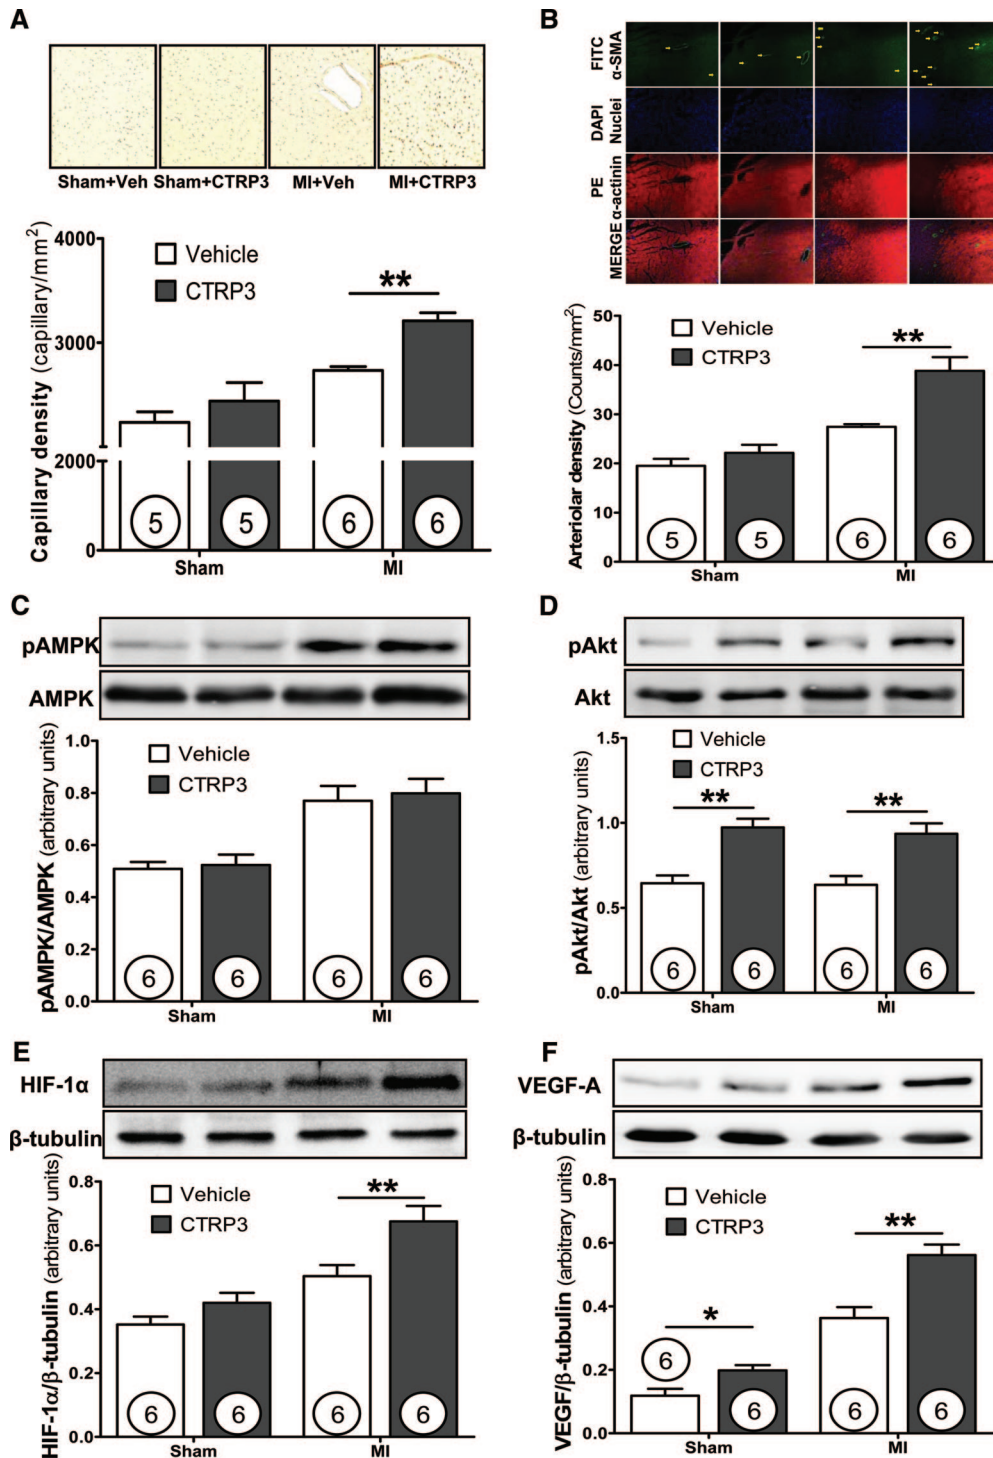 A
Sham+Veh Sham+CTRP3 MI+Veh MI+CTRP3
Capillary density (capillary/mm²)
4000
3000
2000
0
Vehicle
CTRP3
**
5 5 6 6
Sham MI
B
FITC
α-SMA
DAPI
Nuclei
PE
α-actinin
MERGE
Arteriolar density (Counts/mm²)
50
40
30
20
10
0
Vehicle
CTRP3
**
5 5 6 6
Sham MI
C
pAMPK
AMPK
pAMPK/AMPK (arbitrary units)
1.0
0.8
0.6
0.4
0.2
0.0
Vehicle
CTRP3
6 6 6 6
Sham MI
D
pAkt
Akt
pAkt/Akt (arbitrary units)
1.5
1.0
0.5
0.0
Vehicle
CTRP3
** **
6 6 6 6
Sham MI
E
HIF-1α
β-tubulin
HIF-1α/β-tubulin (arbitrary units)
0.8
0.6
0.4
0.2
0.0
Vehicle
CTRP3
**
6 6 6 6
Sham MI
F
VEGF-A
β-tubulin
VEGF/β-tubulin (arbitrary units)
0.8
0.6
0.4
0.2
0.0
Vehicle
CTRP3
* **
6 6 6 6
Sham MI